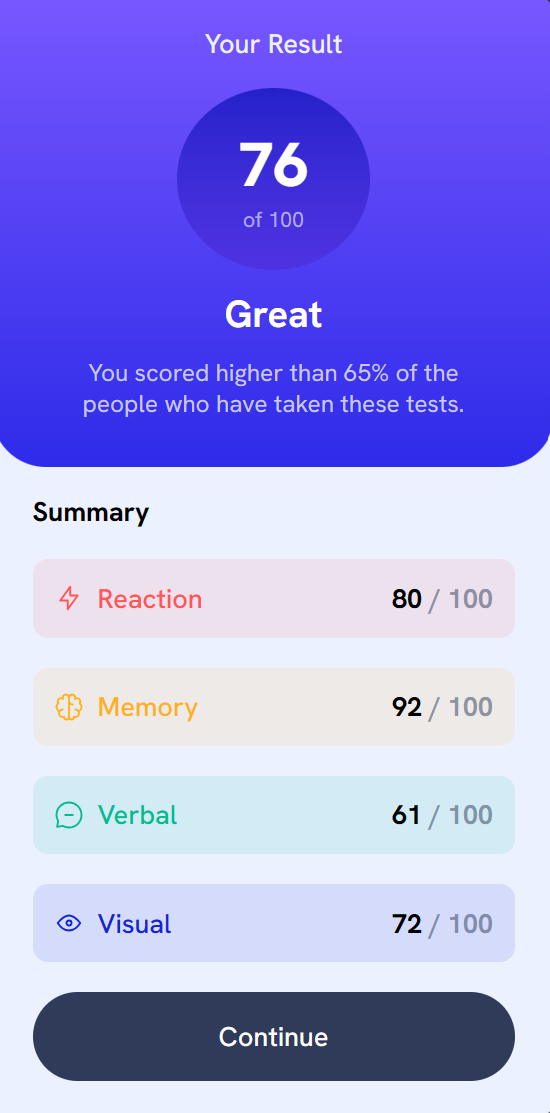 Your Result
76
of 100
Great
You scored higher than 65% of the
people who have taken these tests.
Summary
Reaction 80 / 100
Memory 92 / 100
Verbal 61 / 100
Visual 72 / 100
Continue